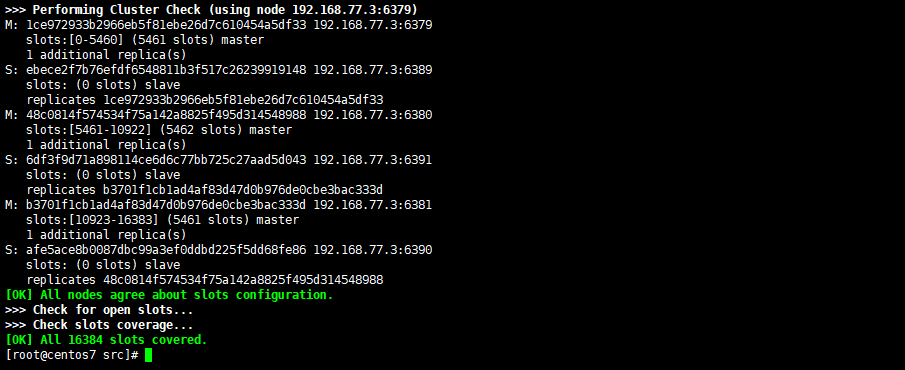 >>> Performing Cluster Check (using node 192.168.77.3:6379)
M: 1ce972933b2966eb5f81ebe26d7c610454a5df33 192.168.77.3:6379
slots:[0-5460] (5461 slots) master
1 additional replica(s)
S: ebece2f7b76efdf6548811b3f517c26239919148 192.168.77.3:6389
slots: (0 slots) slave
replicates 1ce972933b2966eb5f81ebe26d7c610454a5df33
M: 48c0814f574534f75a142a8825f495d314548988 192.168.77.3:6380
slots:[5461-10922] (5462 slots) master
1 additional replica(s)
S: 6df3f9d71a898114ce6d6c77bb725c27aad5d043 192.168.77.3:6391
slots: (0 slots) slave
replicates b3701f1cb1ad4af83d47d0b976de0cbe3bac333d
M: b3701f1cb1ad4af83d47d0b976de0cbe3bac333d 192.168.77.3:6381
slots:[10923-16383] (5461 slots) master
1 additional replica(s)
S: afe5ace8b0087dbc99a3ef0ddbd225f5dd68fe86 192.168.77.3:6390
slots: (0 slots) slave
replicates 48c0814f574534f75a142a8825f495d314548988
[OK] All nodes agree about slots configuration.
>>> Check for open slots...
>>> Check slots coverage...
[OK] All 16384 slots covered.
[root@centos7 src]#